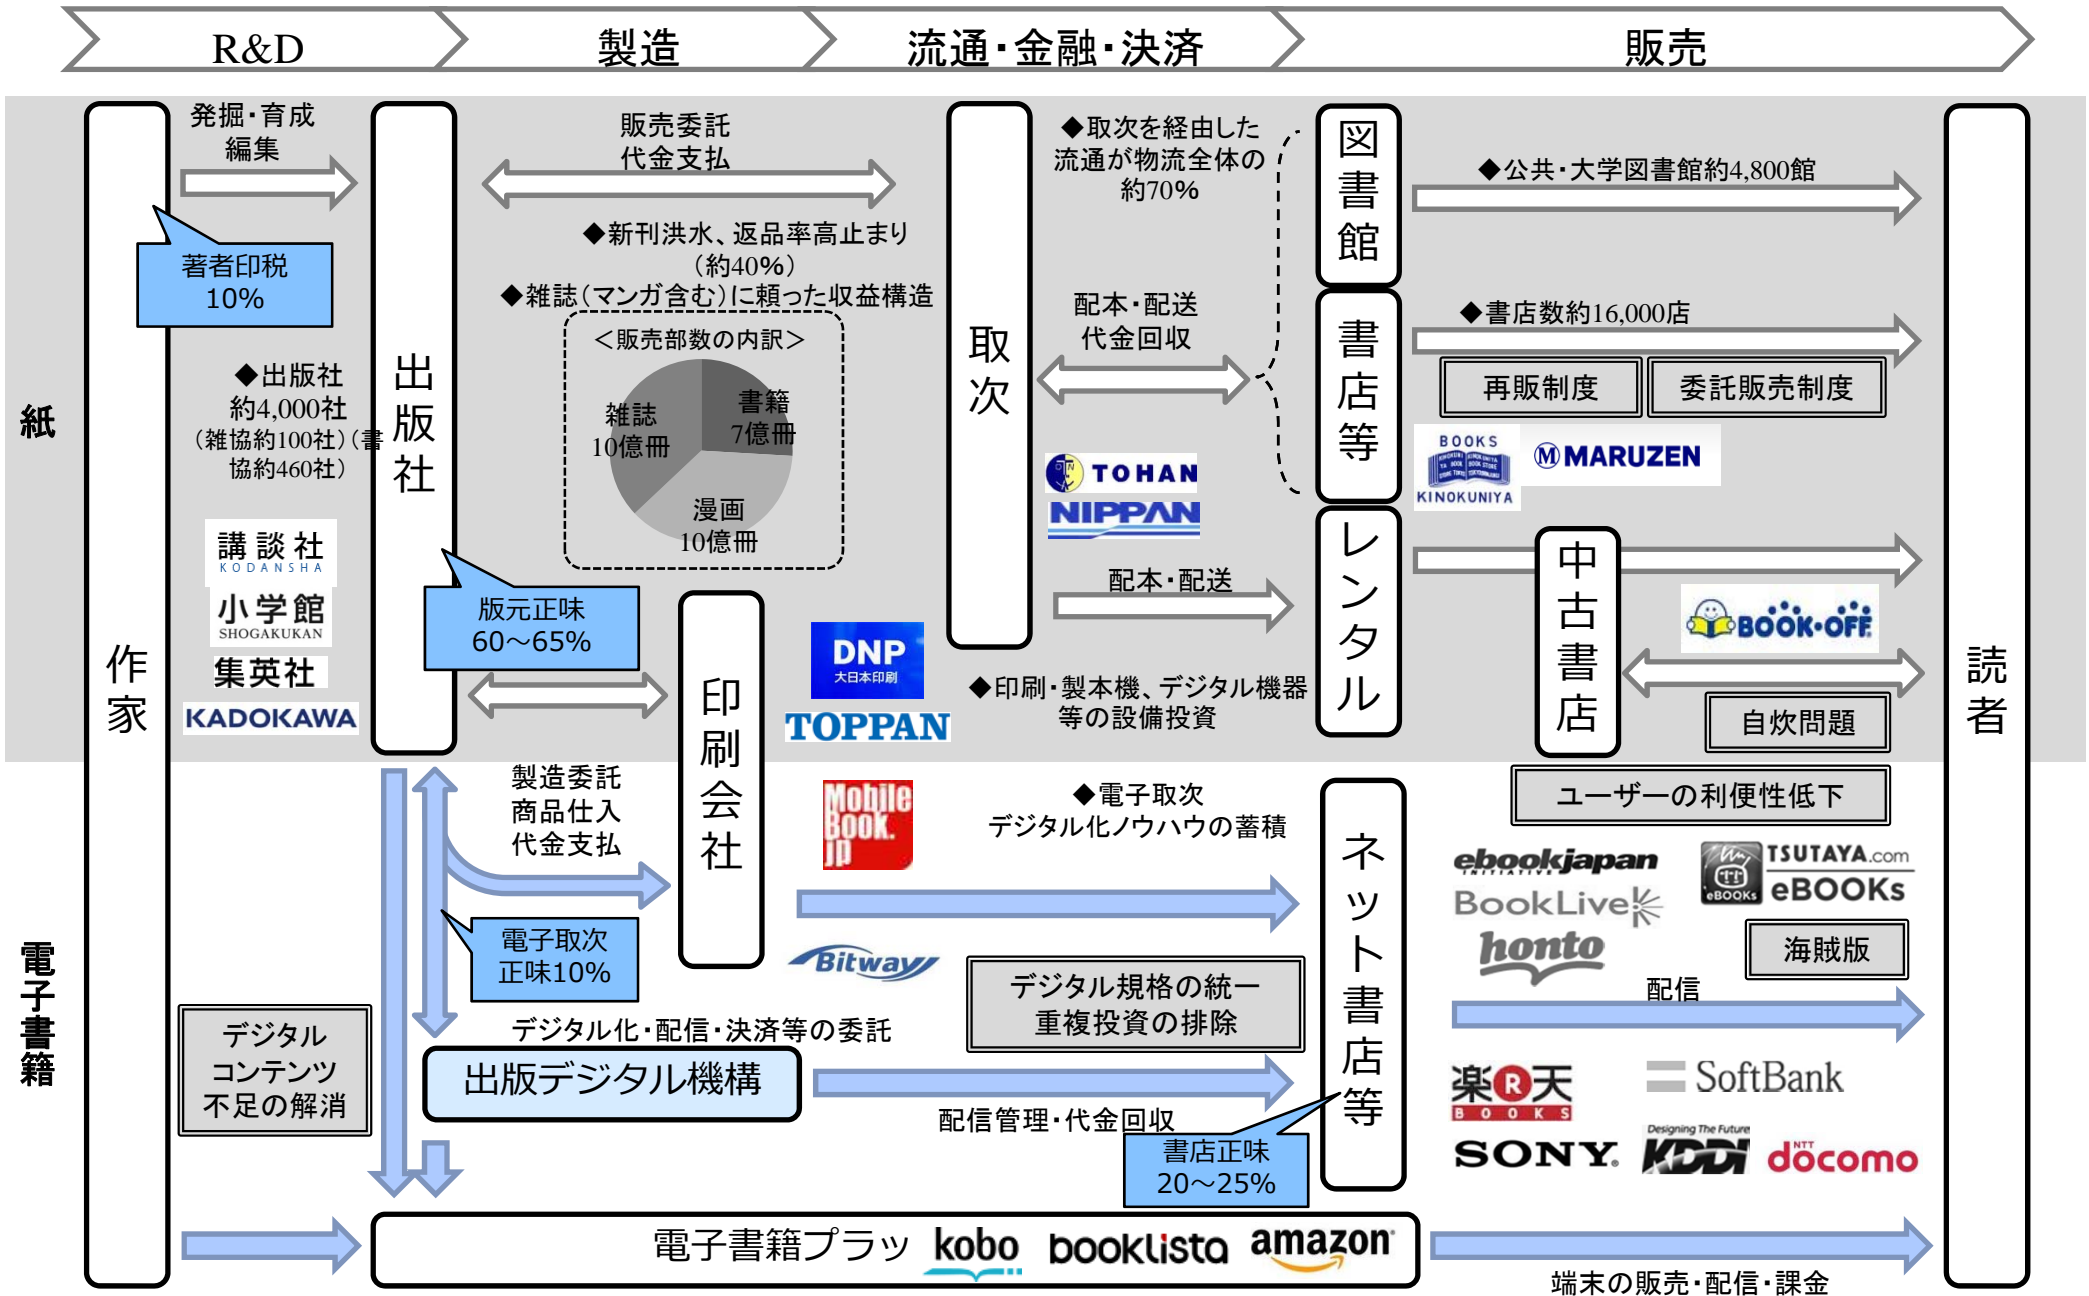 R&D
製造
流通・金融・決済
販売
紙
電子書籍
作家
発掘・育成
編集
著者印税
10%
◆出版社
約4,000社
（雑協約100社）（書
協約460社）
講談社
KODANSHA
小学館
SHOGAKUKAN
集英社
KADOKAWA
出版社
販売委託
代金支払
◆新刊洪水、返品率高止まり
（約40%）
◆雑誌（マンガ含む）に頼った収益構造
＜販売部数の内訳＞
雑誌
10億冊
書籍
7億冊
漫画
10億冊
版元正味
60～65%
印刷会社
DNP
大日本印刷
TOPPAN
取次
◆取次を経由した
流通が物流全体の
約70%
配本・配送
代金回収
TOHAN
NIPPAN
配本・配送
◆印刷・製本機、デジタル機器
等の設備投資
図書館
書店等
レンタル
◆公共・大学図書館約4,800館
◆書店数約16,000店
再販制度
委託販売制度
BOOKS
KINOKUNIYA
M MARUZEN
中古書店
BOOK・OFF
自炊問題
読者
製造委託
商品仕入
代金支払
Mobile
Book.
jp
◆電子取次
デジタル化ノウハウの蓄積
ネット書店等
ユーザーの利便性低下
ebookjapan
INITIATIVE
TSUTAYA.com
eBOOKs
eBOOKs
BookLive
honto
海賊版
電子取次
正味10%
Bitway
デジタル規格の統一
重複投資の排除
配信
デジタル
コンテンツ
不足の解消
デジタル化・配信・決済等の委託
出版デジタル機構
配信管理・代金回収
書店正味
20～25%
楽R天
BOOKS
SoftBank
SONY
Designing The Future
KDDI
NTT
docomo
電子書籍プラッ
kobo
booklista
amazon
端末の販売・配信・課金